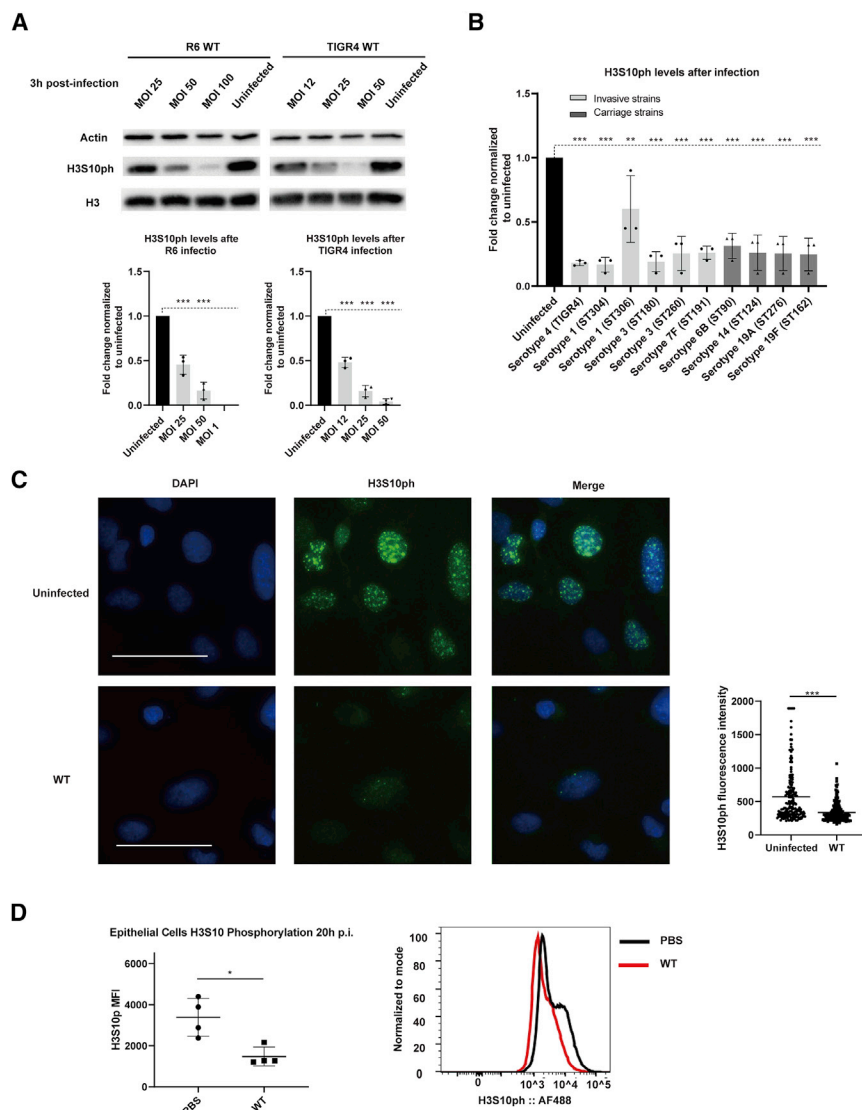 A
R6 WT
TIGR4 WT
3h post-infection
MOI 25
MOI 50
MOI 100
Uninfected
MOI 12
MOI 25
MOI 50
Uninfected
Actin
H3S10ph
H3
H3S10ph levels afte
R6 infectio
Fold change normalized
to uninfected
1.5
1.0
0.5
0.0
*** ***
Uninfected
MOI 25
MOI 50
MOI 1
H3S10ph levels after
TIGR4 infection
Fold change normalized
to uninfected
1.5
1.0
0.5
0.0
*** *** ***
Uninfected
MOI 12
MOI 25
MOI 50
B
H3S10ph levels after infection
Invasive strains
Carriage strains
Fold change normalized
to uninfected
1.5
1.0
0.5
0.0
*** *** ** *** *** *** *** *** *** ***
Uninfected
Serotype 4 (TIGR4)
Serotype 1 (ST304)
Serotype 1 (ST306)
Serotype 3 (ST180)
Serotype 3 (ST260)
Serotype 7F (ST191)
Serotype 6B (ST90)
Serotype 14 (ST124)
Serotype 19A (ST276)
Serotype 19F (ST162)
C
DAPI
H3S10ph
Merge
Uninfected
WT
H3S10ph fluorescence intensity
2000
1500
1000
500
0
***
Uninfected
WT
D
Epithelial Cells H3S10 Phosphorylation 20h p.i.
H3S10p MFI
6000
4000
2000
0
*
PBS
WT
Normalized to mode
100
80
60
40
20
0
0
10^3
10^4
10^5
H3S10ph :: AF488
PBS
WT